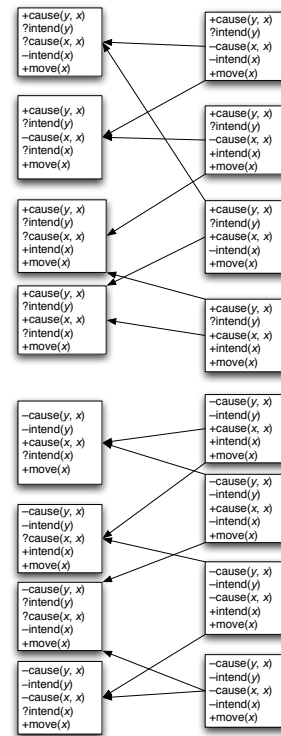 +cause(y, x)
?intend(y)
?cause(x, x)
–intend(x)
+move(x)
+cause(y, x)
?intend(y)
–cause(x, x)
?intend(x)
+move(x)
+cause(y, x)
?intend(y)
?cause(x, x)
+intend(x)
+move(x)
+cause(y, x)
?intend(y)
+cause(x, x)
?intend(x)
+move(x)
–cause(y, x)
–intend(y)
+cause(x, x)
?intend(x)
+move(x)
–cause(y, x)
–intend(y)
?cause(x, x)
+intend(x)
+move(x)
–cause(y, x)
?intend(y)
?cause(x, x)
–intend(x)
+move(x)
–cause(y, x)
–intend(y)
–cause(x, x)
?intend(x)
+move(x)
+cause(y, x)
?intend(y)
–cause(x, x)
–intend(x)
+move(x)
+cause(y, x)
?intend(y)
–cause(x, x)
+intend(x)
+move(x)
+cause(y, x)
?intend(y)
+cause(x, x)
–intend(x)
+move(x)
+cause(y, x)
?intend(y)
+cause(x, x)
+intend(x)
+move(x)
–cause(y, x)
–intend(y)
+cause(x, x)
+intend(x)
+move(x)
–cause(y, x)
–intend(y)
+cause(x, x)
–intend(x)
+move(x)
–cause(y, x)
–intend(y)
–cause(x, x)
+intend(x)
+move(x)
–cause(y, x)
–intend(y)
–cause(x, x)
–intend(x)
+move(x)